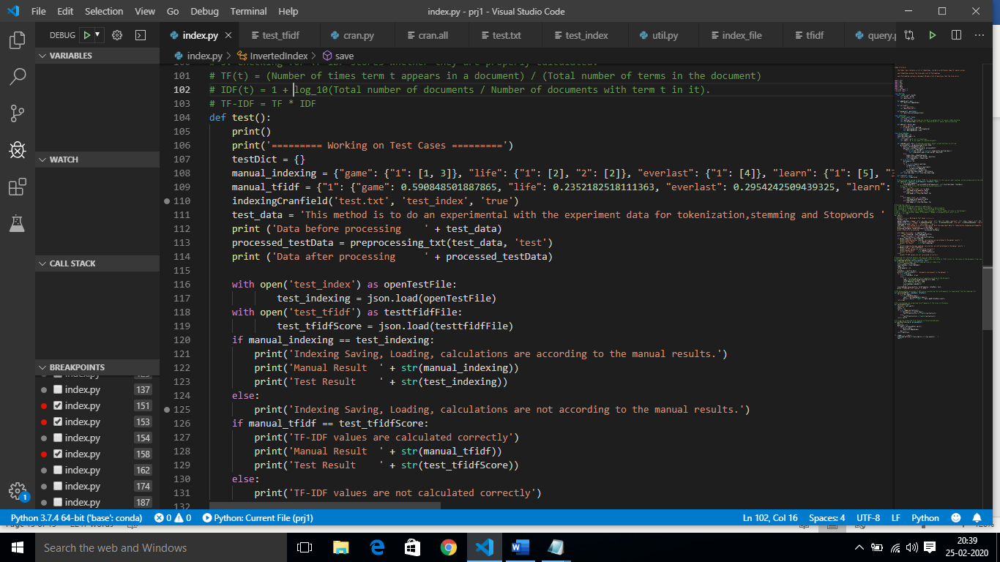 File Edit Selection View Go Debug Terminal Help index.py - prj1 - Visual Studio Code
DEBUG
index.py test_tfidf cran.py cran.all test.txt test_index util.py index_file tfidf query.p
VARIABLES
index.py > InvertedIndex > save
101 # TF(t) = (Number of times term t appears in a document) / (Total number of terms in the document)
102 # IDF(t) = 1 + log_10(Total number of documents / Number of documents with term t in it).
103 # TF-IDF = TF * IDF
104 def test():
105 print()
106 print('========= Working on Test Cases =========')
107 testDict = {}
108 manual_indexing = {"game": {"1": [1, 3]}, "life": {"1": [2], "2": [2]}, "everlast": {"1": [4]}, "learn": {"1": [5], "
109 manual_tfidf = {"1": {"game": 0.590848501887865, "life": 0.2352182518111363, "everlast": 0.2954242509439325, "learn":
110 indexingCranfield('test.txt', 'test_index', 'true')
111 test_data = 'This method is to do an experimental with the experiment data for tokenization,stemming and Stopwords '
112 print ('Data before processing    ' + test_data)
113 processed_testData = preprocessing_txt(test_data, 'test')
114 print ('Data after processing     ' + processed_testData)
115
116 with open('test_index') as openTestFile:
117 test_indexing = json.load(openTestFile)
118 with open('test_tfidf') as testtfidfFile:
119 test_tfidfScore = json.load(testtfidfFile)
120 if manual_indexing == test_indexing:
121 print('Indexing Saving, Loading, calculations are according to the manual results.')
122 print('Manual Result  ' + str(manual_indexing))
123 print('Test Result    ' + str(test_indexing))
124 else:
125 print('Indexing Saving, Loading, calculations are not according to the manual results.')
126 if manual_tfidf == test_tfidfScore:
127 print('TF-IDF values are calculated correctly')
128 print('Manual Result  ' + str(manual_tfidf))
129 print('Test Result    ' + str(test_tfidfScore))
130 else:
131 print('TF-IDF values are not calculated correctly')
132
WATCH
CALL STACK
BREAKPOINTS
index.py 137
index.py 151
index.py 153
index.py 154
index.py 158
index.py 162
index.py 174
index.py 187
1
Python 3.7.4 64-bit ('base': conda) 0 0 Python: Current File (prj1) Ln 102, Col 16 Spaces: 4 UTF-8 LF Python
Search the web and Windows
20:39
25-02-2020